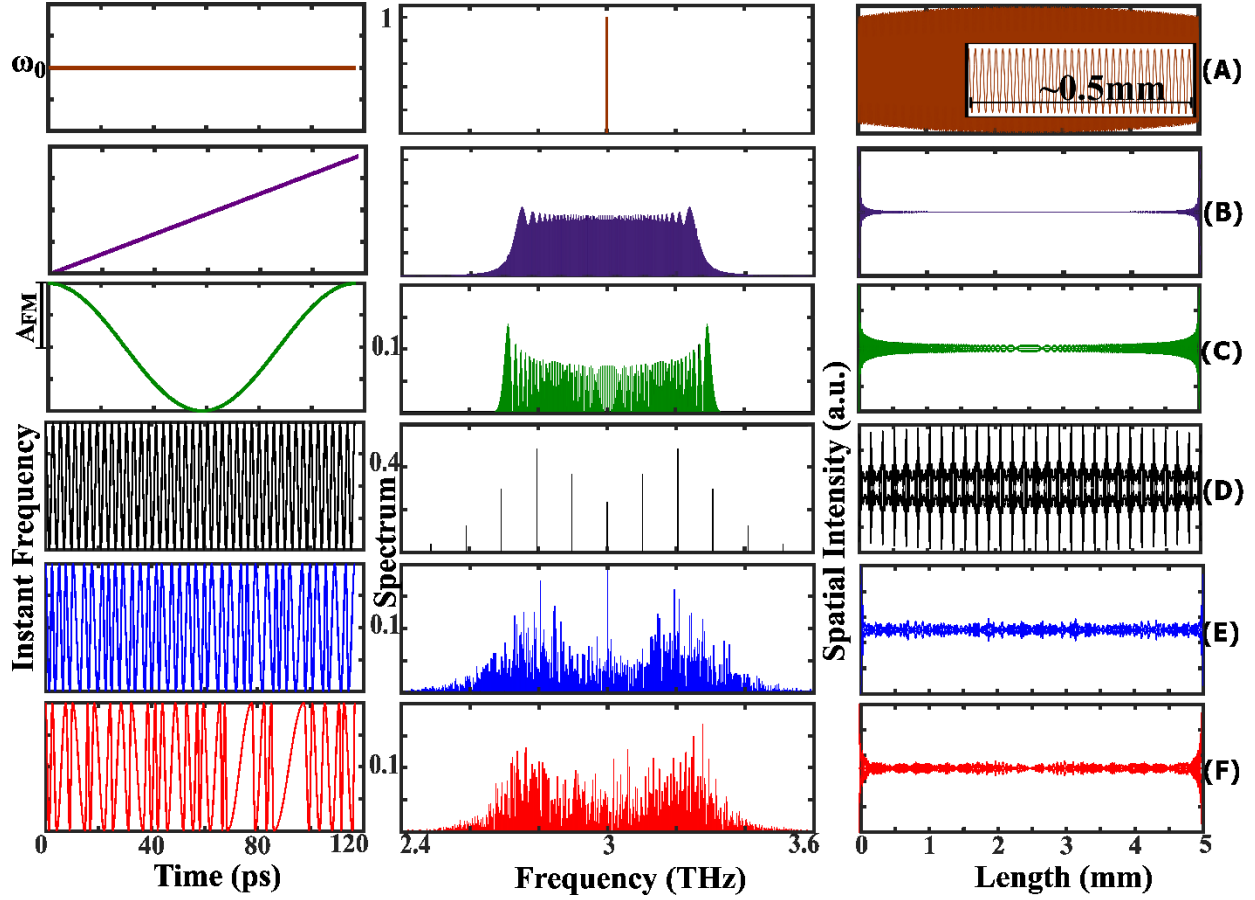 ω0
1
~0.5mm
(A)
(B)
AFM
0.1
(C)
0.4
(D)
0.1
(E)
0.1
(F)
Instant Frequency
Spectrum
Spatial Intensity (a.u.)
0 40 80 120
2.4 3 3.6
0 1 2 3 4 5
Time (ps)
Frequency (THz)
Length (mm)